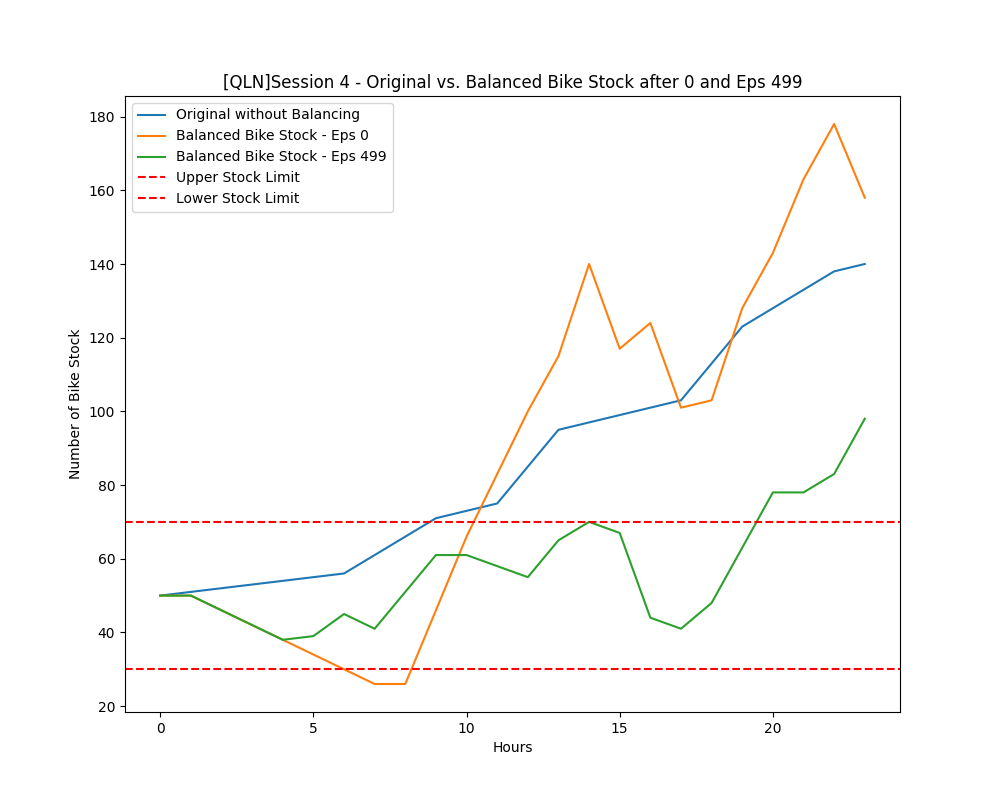 [QLN]Session 4 - Original vs. Balanced Bike Stock after 0 and Eps 499
Original without Balancing
Balanced Bike Stock - Eps 0
Balanced Bike Stock - Eps 499
Upper Stock Limit
Lower Stock Limit
180
160
140
120
100
80
60
40
20
Number of Bike Stock
0 5 10 15 20
Hours